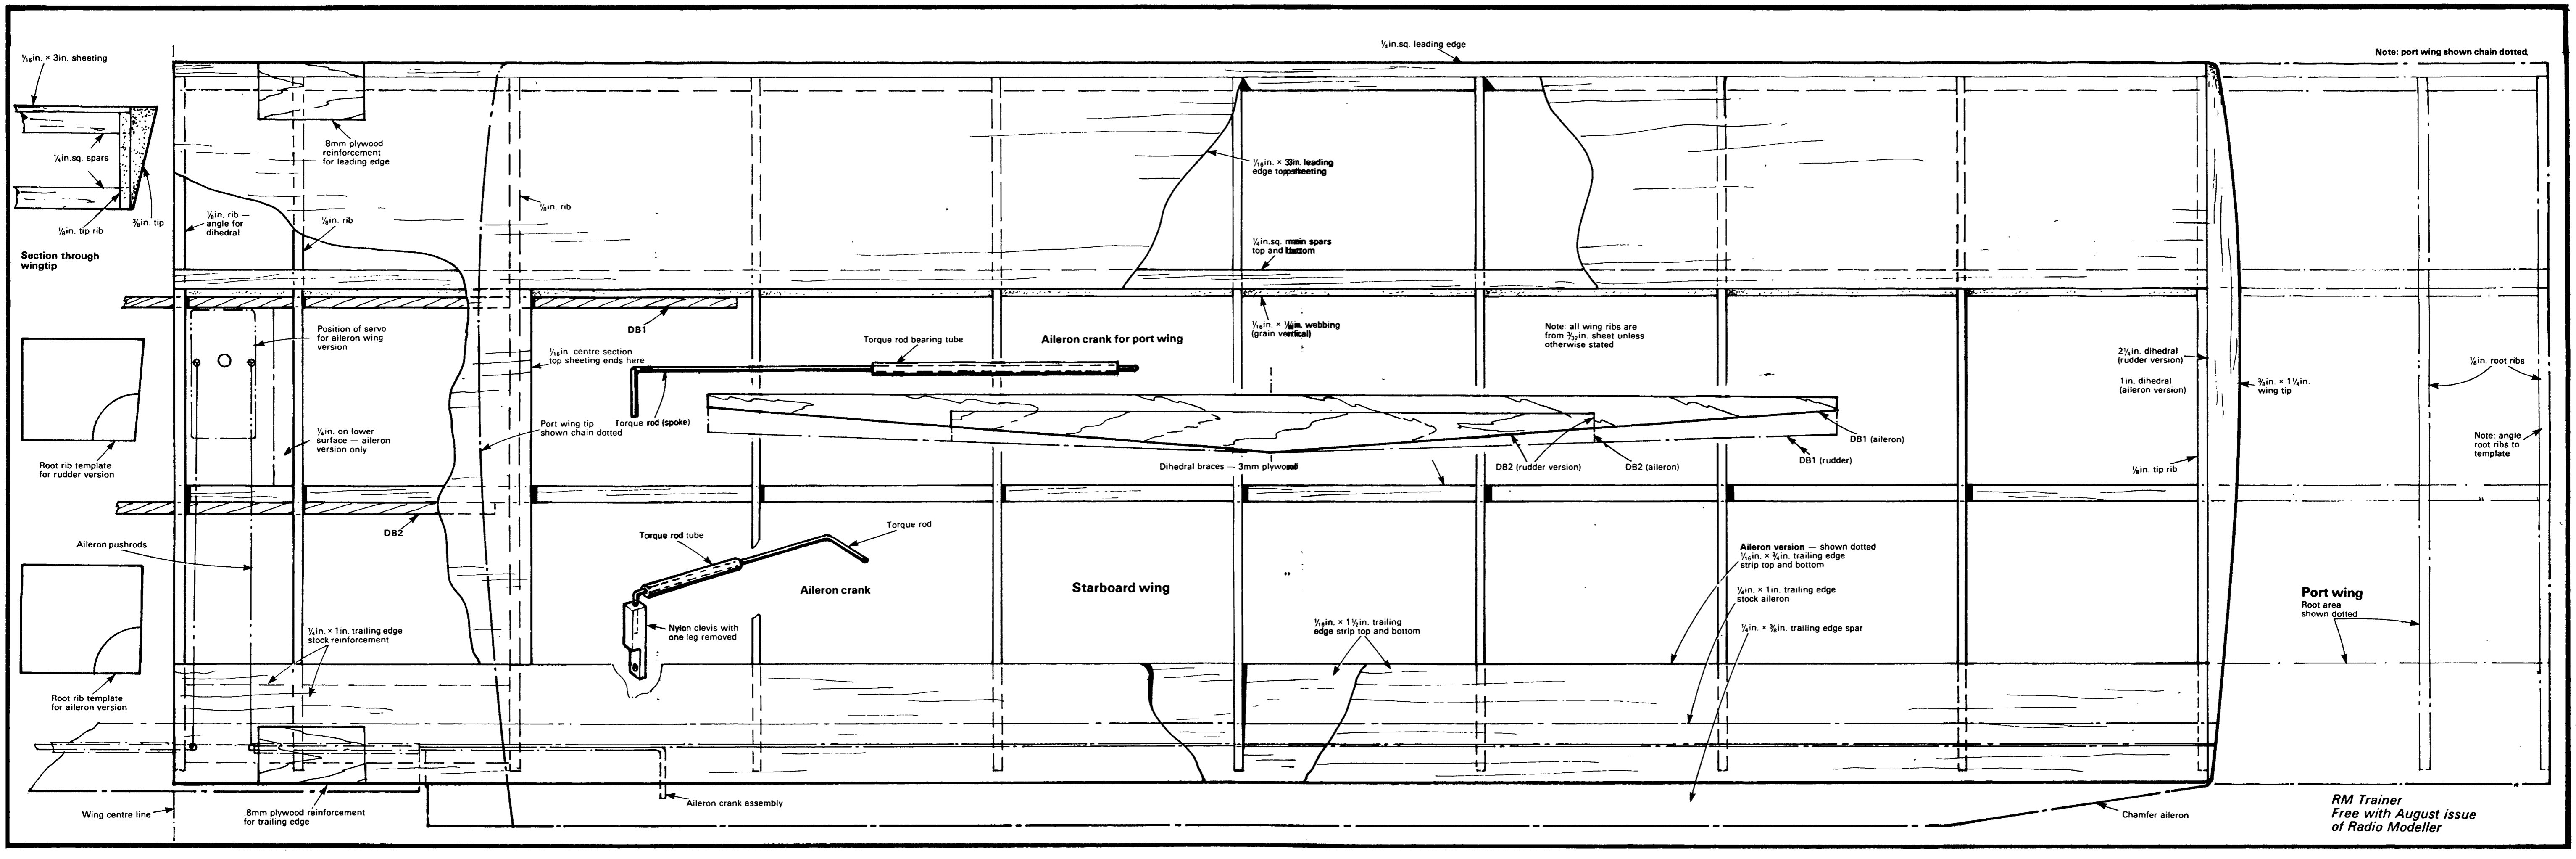 ¼in.sq. leading edge
Note: port wing shown chain dotted.
¹⁄₁₆in. × 3in. sheeting
¼in.sq. spars
⅛in. tip rib
⅜in. tip
Section through
wingtip
.8mm plywood
reinforcement
for leading edge
⅛in. rib —
angle for
dihedral
⅛in. rib
⅛in. rib
¹⁄₁₆in. × 3in. leading
edge top sheeting
¼in.sq. main spars
top and bottom
Position of servo
for aileron wing
version
DB1
¹⁄₁₆in. centre section
top sheeting ends here
Torque rod bearing tube
Aileron crank for port wing
¹⁄₁₆in. × webbing
(grain vertical)
Note: all wing ribs are
from ³⁄₃₂in. sheet unless
otherwise stated
2¼in. dihedral
(rudder version)
1in. dihedral
(aileron version)
⅜in. × 1¼in.
wing tip
⅛in. root ribs
Note: angle
root ribs to
template
Root rib template
for rudder version
¼in. on lower
surface — aileron
version only
Port wing tip
shown chain dotted
Torque rod (spoke)
Dihedral braces — 3mm plywood
DB2 (rudder version)
DB2 (aileron)
DB1 (rudder)
DB1 (aileron)
⅛in. tip rib
DB2
Aileron pushrods
Torque rod tube
Torque rod
Aileron crank
Starboard wing
Nylon clevis with
one leg removed
Aileron version — shown dotted
¹⁄₁₆in. × ¾in. trailing edge
strip top and bottom
¼in. × 1in. trailing edge
stock aileron
¼in. × ⅜in. trailing edge spar
¹⁄₁₆in. × 1½in. trailing
edge strip top and bottom
Port wing
Root area
shown dotted
¼in. × 1in. trailing edge
stock reinforcement
Root rib template
for aileron version
Wing centre line
.8mm plywood reinforcement
for trailing edge
Aileron crank assembly
Chamfer aileron
RM Trainer
Free with August issue
of Radio Modeller